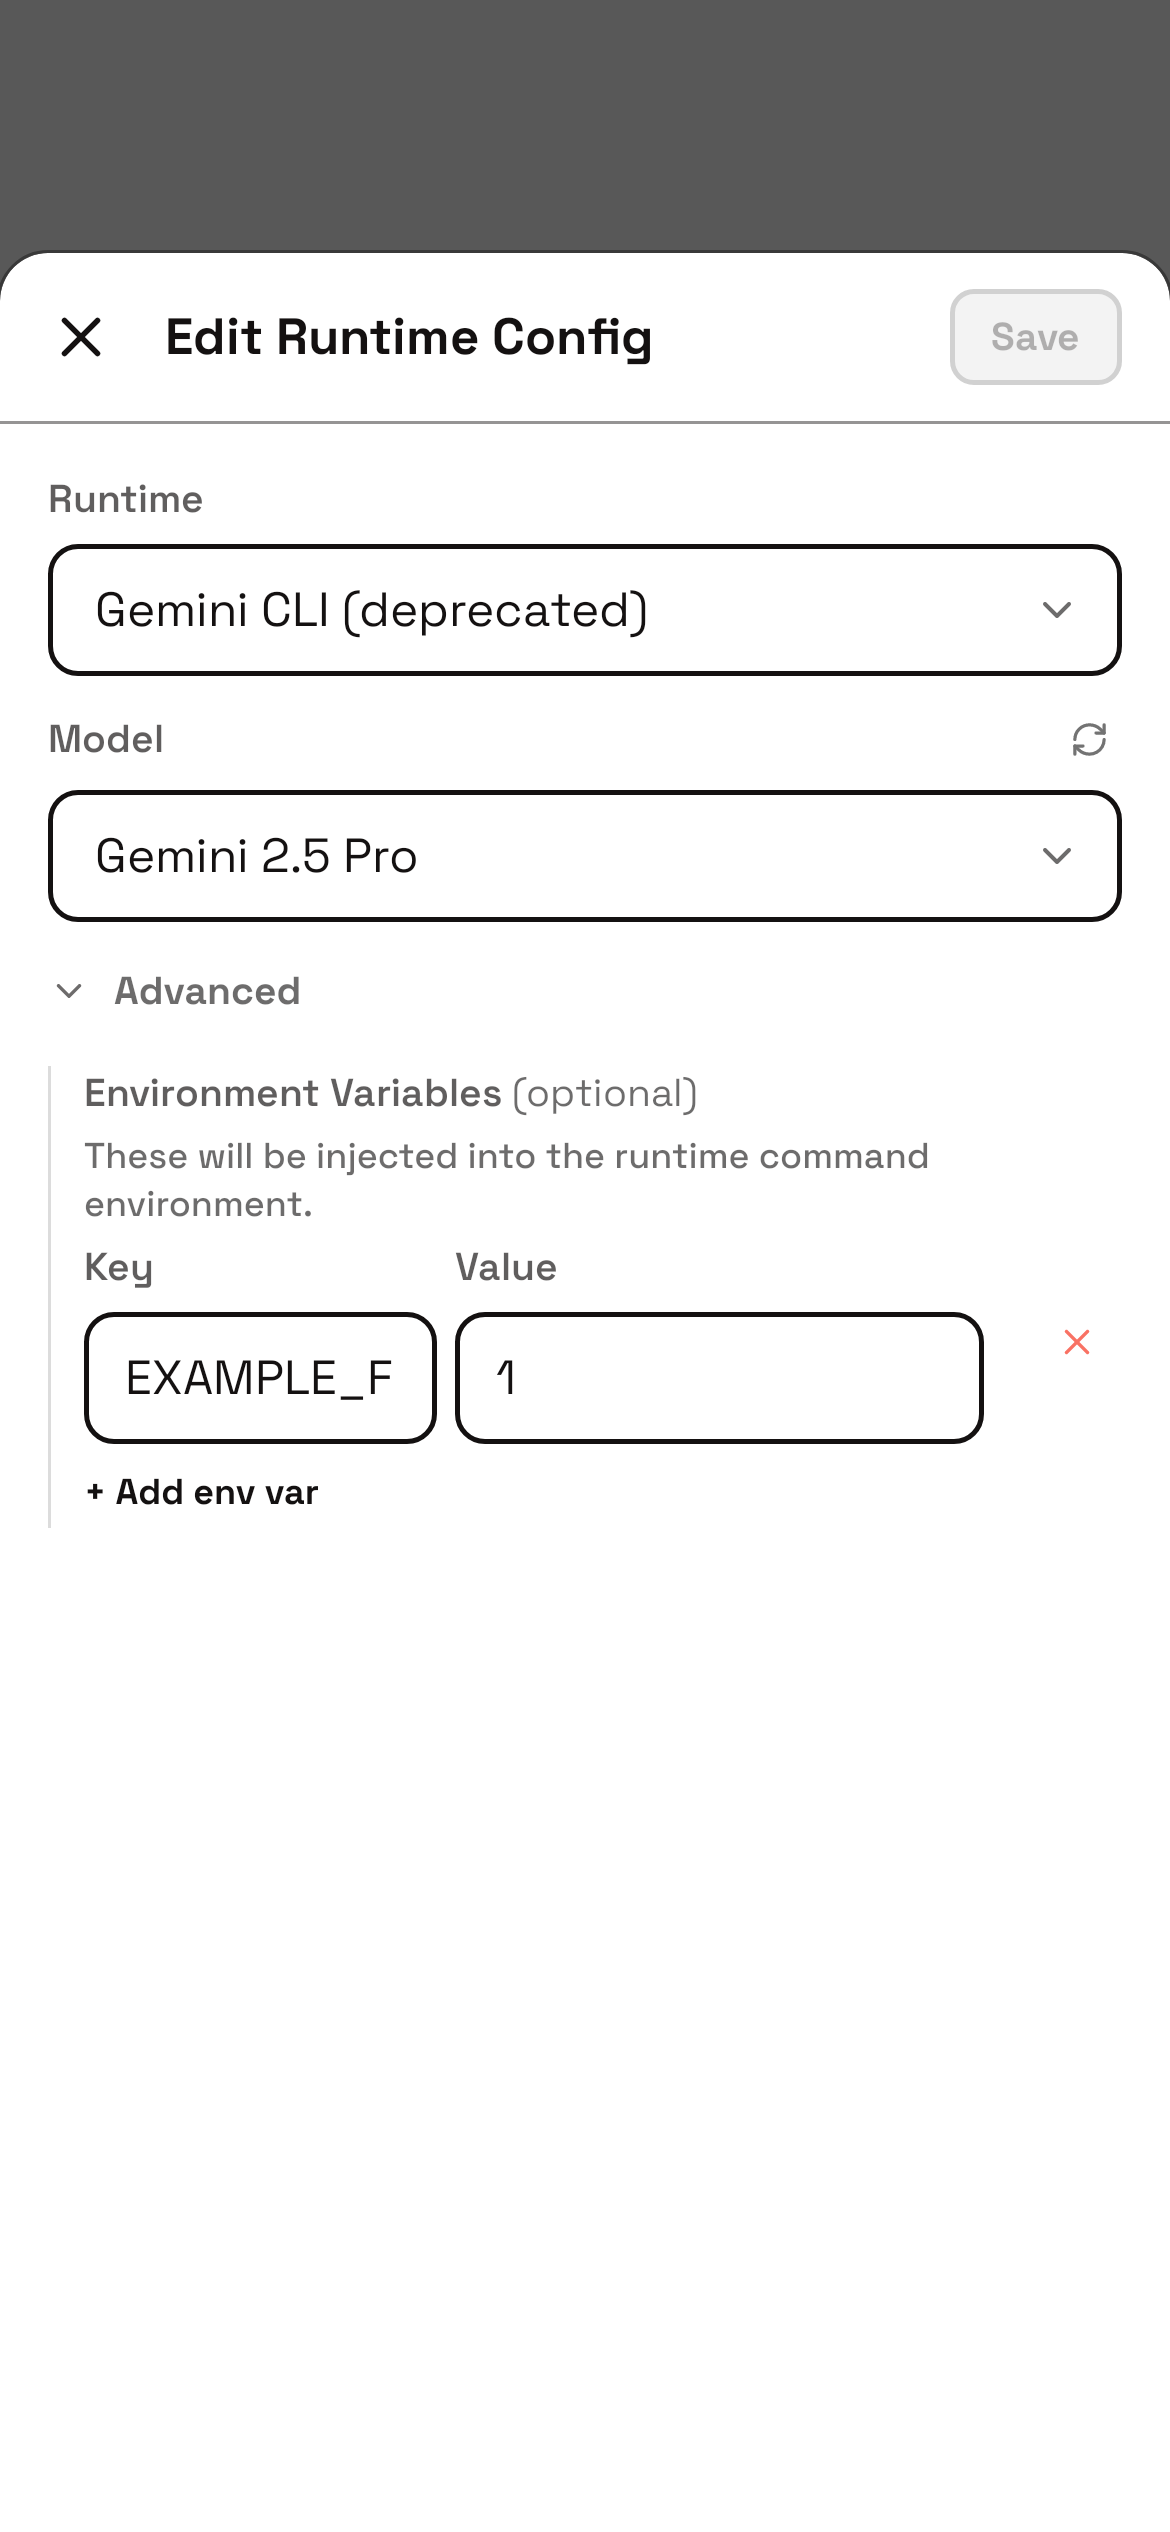 Edit Runtime Config
Save
Runtime
Gemini CLI (deprecated)
Model
Gemini 2.5 Pro
Advanced
Environment Variables (optional)
These will be injected into the runtime command
environment.
Key Value
EXAMPLE_F 1
+ Add env var